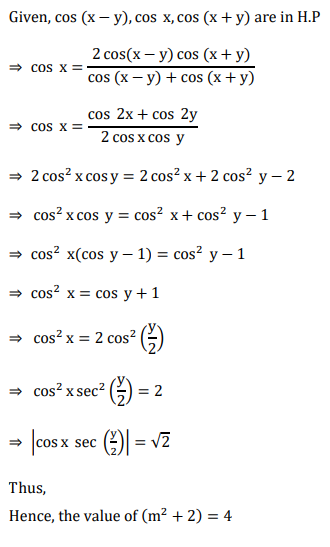 Given, cos (x − y), cos x, cos (x + y) are in H.P
⇒ cos x = 2 cos(x − y) cos (x + y) / cos (x − y) + cos (x + y)
⇒ cos x = cos 2x + cos 2y / 2 cos x cos y
⇒ 2 cos² x cos y = 2 cos² x + 2 cos² y − 2
⇒ cos² x cos y = cos² x + cos² y − 1
⇒ cos² x(cos y − 1) = cos² y − 1
⇒ cos² x = cos y + 1
⇒ cos² x = 2 cos² (y/2)
⇒ cos² x sec² (y/2) = 2
⇒ |cos x sec (y/2)| = √2
Thus,
Hence, the value of (m² + 2) = 4